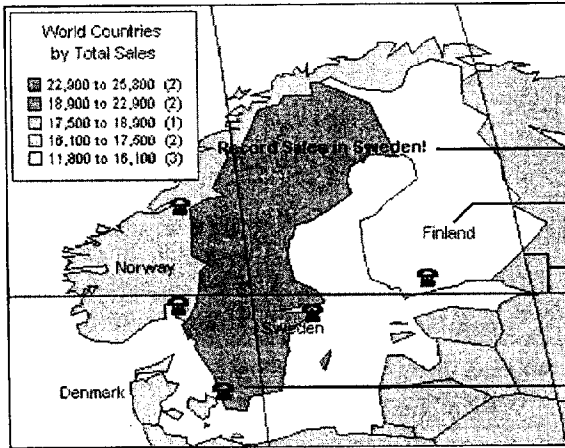 World Countries
by Total Sales
22,900 to 25,800 (2)
18,900 to 22,900 (2)
17,500 to 18,900 (1)
16,100 to 17,500 (2)
11,800 to 16,100 (3)
Record Sales in Sweden!
Finland
Norway
Sweden
Denmark